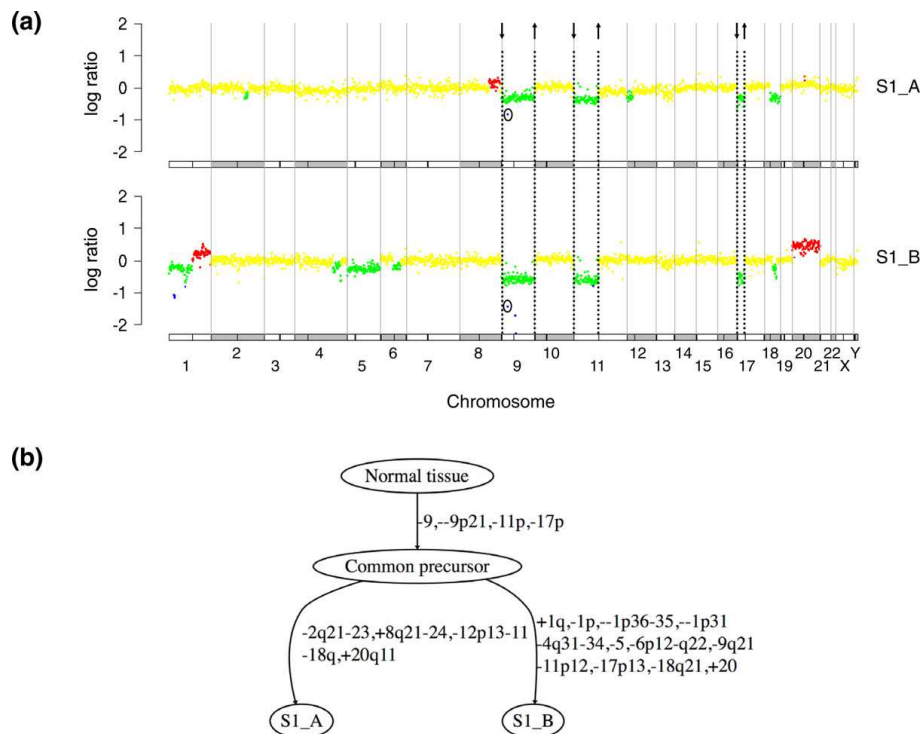 (a)
2
1
0
-1
-2
log ratio
S1_A
2
1
0
-1
-2
log ratio
S1_B
2 4 6 8 10 12 14 16 18 20 22 Y
1 3 5 7 9 11 13 15 17 19 21 X
Chromosome
(b)
Normal tissue
-9,--9p21,-11p,-17p
Common precursor
-2q21-23,+8q21-24,-12p13-11
-18q,+20q11
+1q,-1p,--1p36-35,--1p31
-4q31-34,-5,-6p12-q22,-9q21
-11p12,-17p13,-18q21,+20
S1_A
S1_B